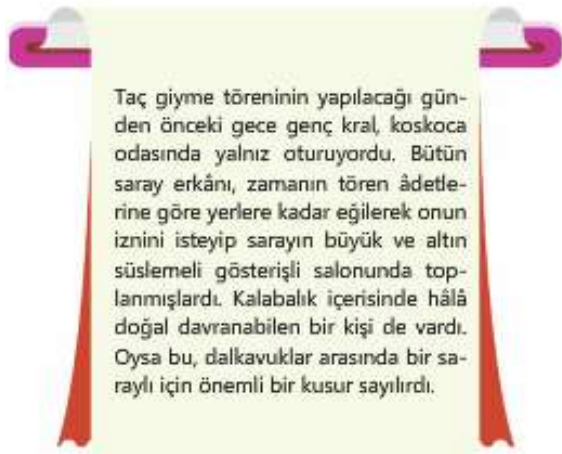 Taç giyme töreninin yapılacağı gün-
den önceki gece genç kral, koskoca
odasında yalnız oturuyordu. Bütün
saray erkânı, zamanın tören âdetle-
rine göre yerlere kadar eğilerek onun
iznini isteyip sarayın büyük ve altın
süslemeli gösterişli salonunda top-
lanmışlardı. Kalabalık içerisinde hâlâ
doğal davranabilen bir kişi de vardı.
Oysa bu, dalkavuklar arasında bir sa-
raylı için önemli bir kusur sayılırdı.